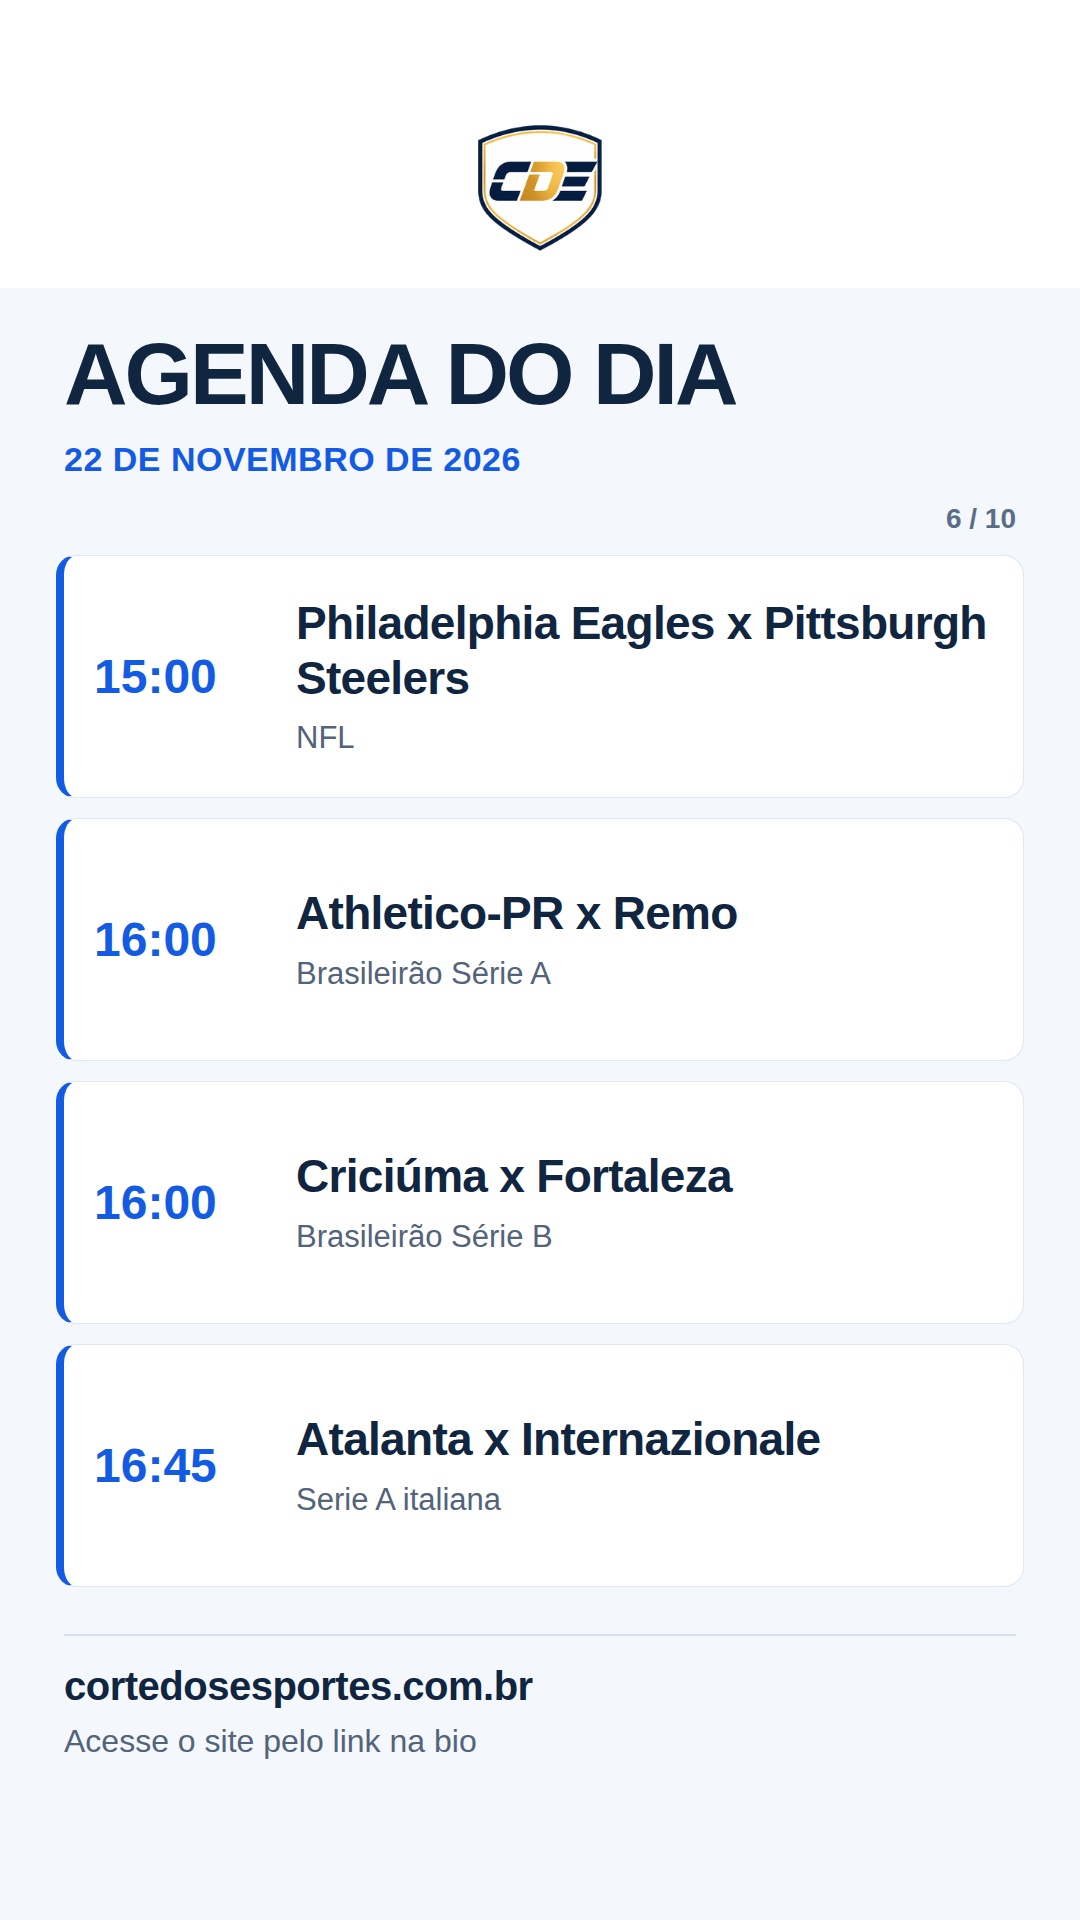 CDE
AGENDA DO DIA
22 DE NOVEMBRO DE 2026
6 / 10
15:00
Philadelphia Eagles x Pittsburgh
Steelers
NFL
16:00
Athletico-PR x Remo
Brasileirão Série A
16:00
Criciúma x Fortaleza
Brasileirão Série B
16:45
Atalanta x Internazionale
Serie A italiana
cortedosesportes.com.br
Acesse o site pelo link na bio